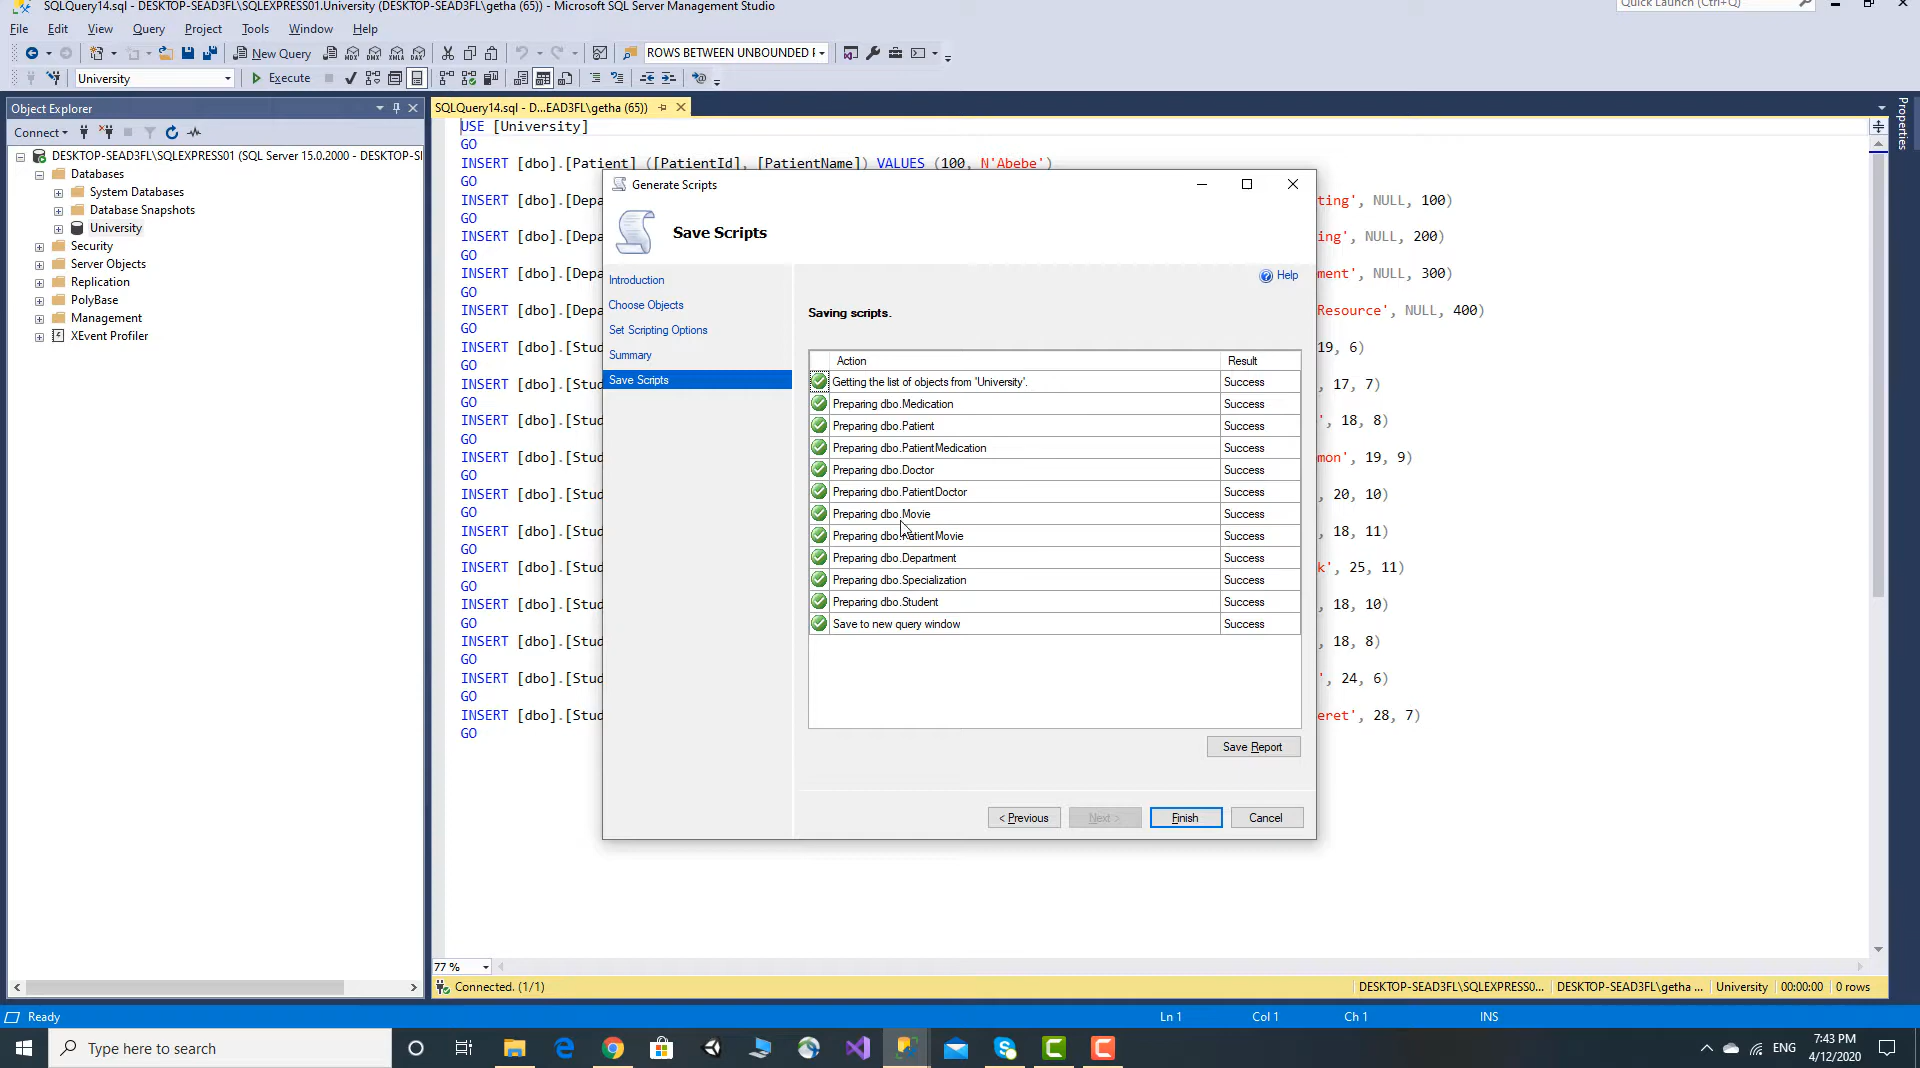 SQLQuery14.sql - DESKTOP-SEAD3FL\SQLEXPRESS01.University (DESKTOP-SEAD3FL\getha (65)) - Microsoft SQL Server Management Studio
Quick Launch (Ctrl+Q)
File Edit View Query Project Tools Window Help
New Query
ROWS BETWEEN UNBOUNDED F
University
Execute
Object Explorer
SQLQuery14.sql - D...EAD3FL\getha (65))
Properties
Connect
DESKTOP-SEAD3FL\SQLEXPRESS01 (SQL Server 15.0.2000 - DESKTOP-S
Databases
System Databases
Database Snapshots
University
Security
Server Objects
Replication
PolyBase
Management
XEvent Profiler
USE [University]
GO
INSERT [dbo].[Patient] ([PatientId], [PatientName]) VALUES (100, N'Abebe')
GO
INSERT [dbo].[Depa ting', NULL, 100)
GO
INSERT [dbo].[Depa ing', NULL, 200)
GO
INSERT [dbo].[Depa ment', NULL, 300)
GO
INSERT [dbo].[Depa Resource', NULL, 400)
GO
INSERT [dbo].[Stud 19, 6)
GO
INSERT [dbo].[Stud , 17, 7)
GO
INSERT [dbo].[Stud ', 18, 8)
GO
INSERT [dbo].[Stud mon', 19, 9)
GO
INSERT [dbo].[Stud , 20, 10)
GO
INSERT [dbo].[Stud , 18, 11)
GO
INSERT [dbo].[Stud k', 25, 11)
GO
INSERT [dbo].[Stud , 18, 10)
GO
INSERT [dbo].[Stud , 18, 8)
GO
INSERT [dbo].[Stud ', 24, 6)
GO
INSERT [dbo].[Stud eret', 28, 7)
GO
Generate Scripts
Save Scripts
Introduction
Choose Objects
Set Scripting Options
Summary
Save Scripts
Help
Saving scripts.
Action Result
Getting the list of objects from 'University'. Success
Preparing dbo.Medication Success
Preparing dbo.Patient Success
Preparing dbo.PatientMedication Success
Preparing dbo.Doctor Success
Preparing dbo.PatientDoctor Success
Preparing dbo.Movie Success
Preparing dbo.PatientMovie Success
Preparing dbo.Department Success
Preparing dbo.Specialization Success
Preparing dbo.Student Success
Save to new query window Success
Save Report
< Previous Next > Finish Cancel
77 %
Connected. (1/1) DESKTOP-SEAD3FL\SQLEXPRESS0... DESKTOP-SEAD3FL\getha ... University 00:00:00 0 rows
Ready Ln 1 Col 1 Ch 1 INS
Type here to search
ENG
7:43 PM
4/12/2020